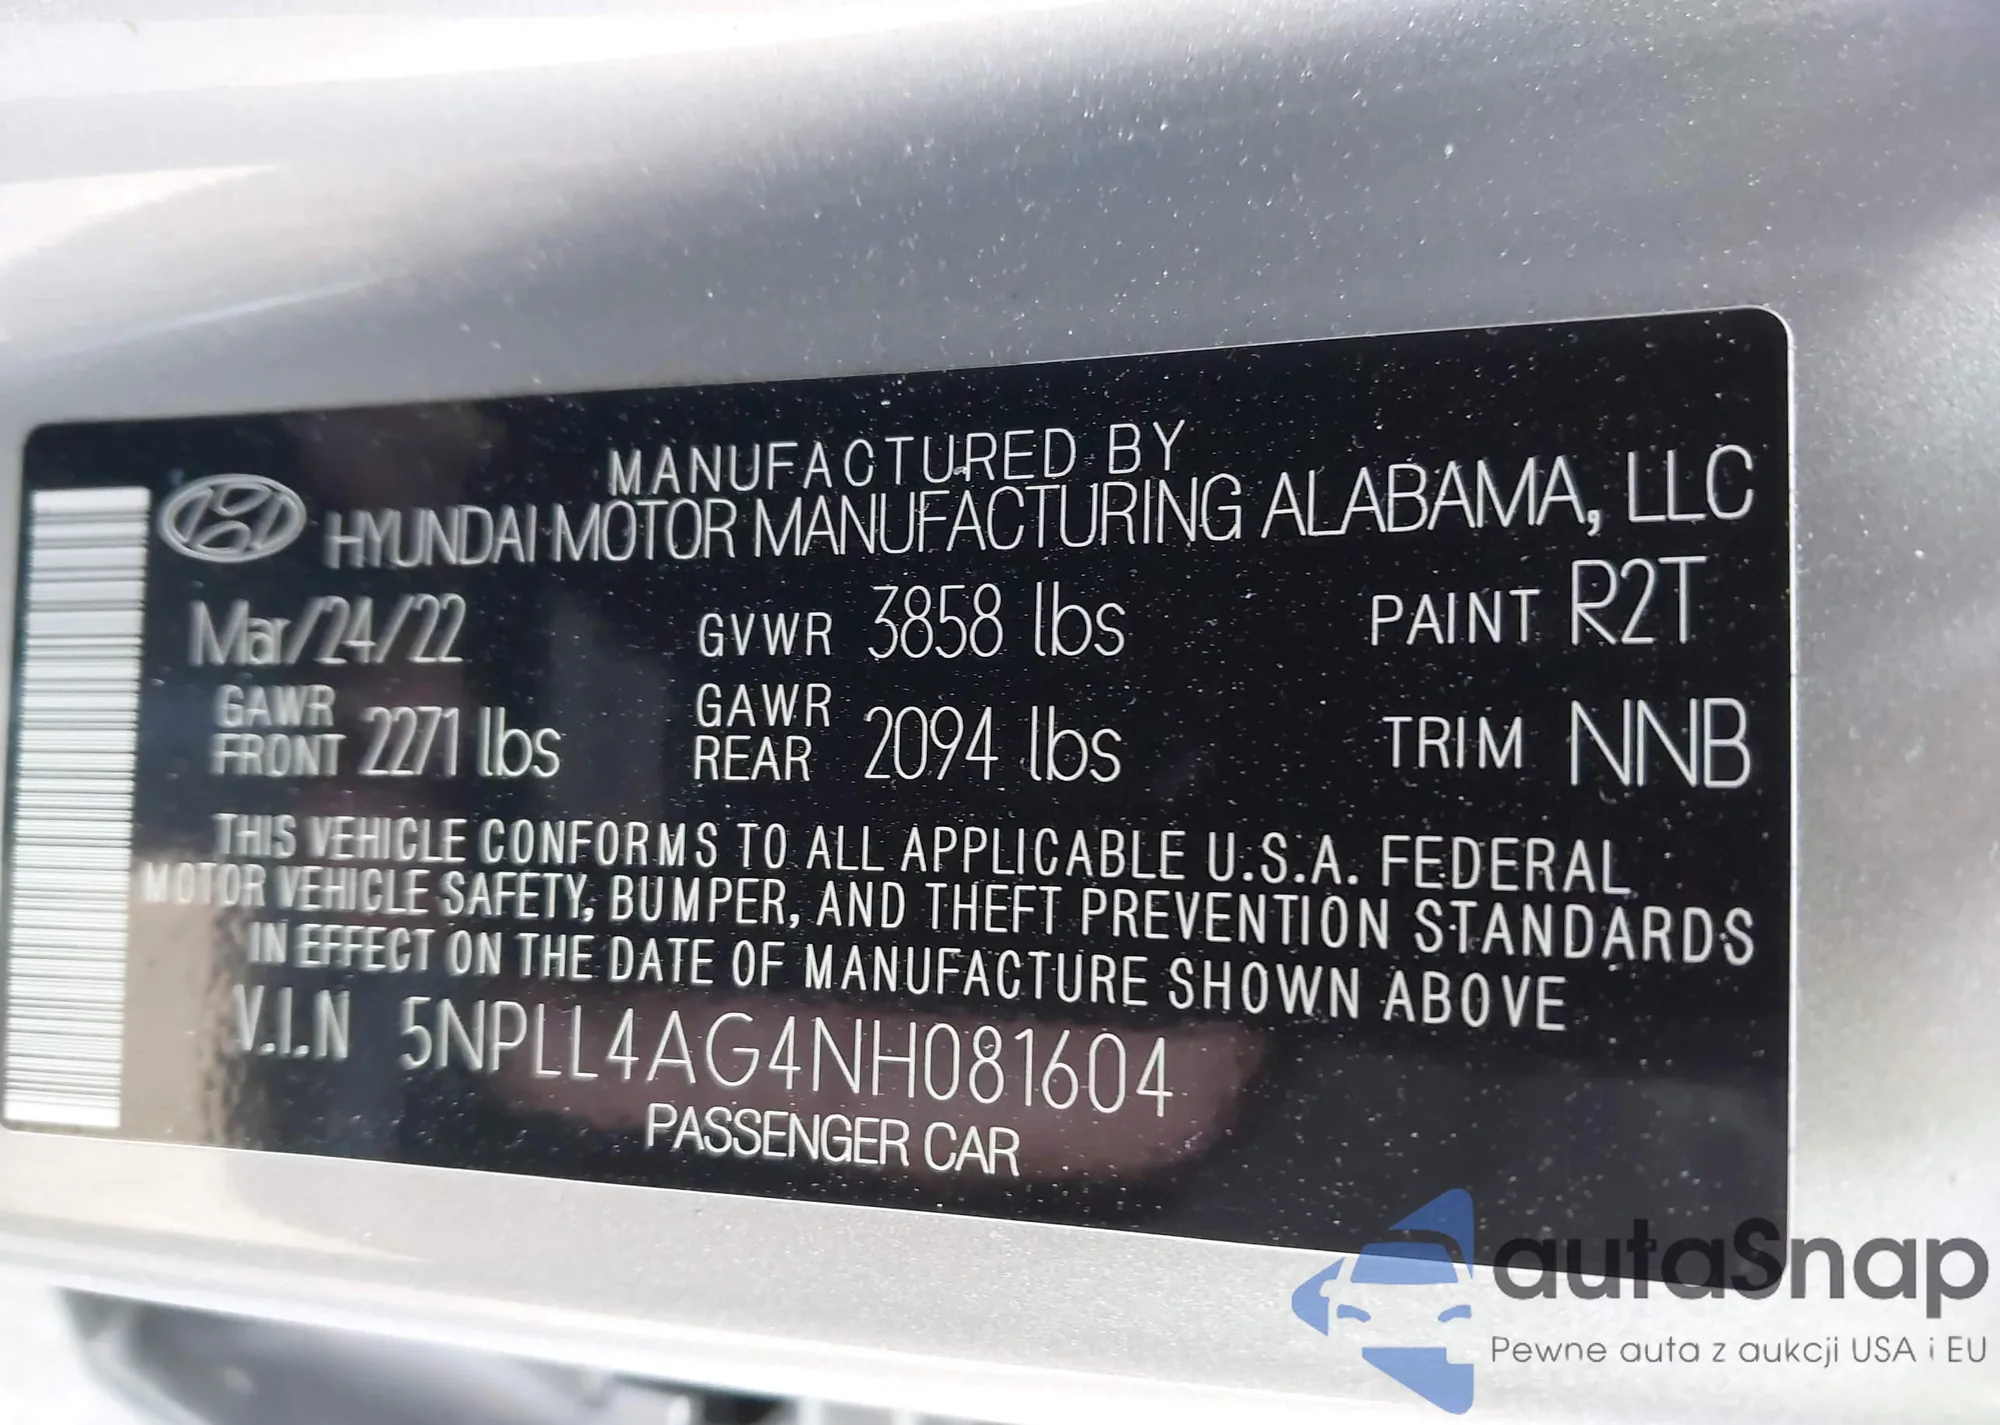 MANUFACTURED BY
HYUNDAI MOTOR MANUFACTURING ALABAMA, LLC
Mar/24/22 GVWR 3858 lbs PAINT R2T
GAWR FRONT 2271 lbs GAWR REAR 2094 lbs TRIM NNB
THIS VEHICLE CONFORMS TO ALL APPLICABLE U.S.A. FEDERAL
MOTOR VEHICLE SAFETY, BUMPER, AND THEFT PREVENTION STANDARDS
IN EFFECT ON THE DATE OF MANUFACTURE SHOWN ABOVE
V.I.N 5NPLL4AG4NH081604
PASSENGER CAR
autaSnap
Pewne auta z aukcji USA i EU